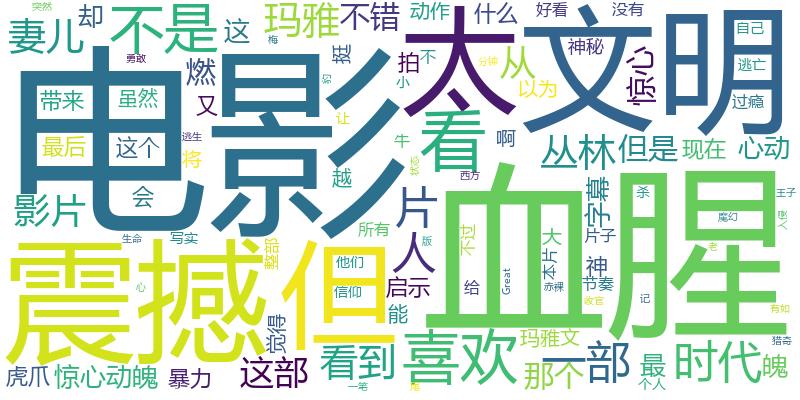 突然
妻儿
却
不是
这
玛雅
不错
动作
什么
好看
没有
梅
挺
燃
又
勇敢
豹
拍
小
不
太
从
以为
惊心
神秘
文明
自己
逃亡
过瘾
电影
带来
虽然
最后
这个
会
逃生
将
让
越
牛
状态
看
啊
丛林
但是
现在
心动
西方
影片
生命
写实
整部
所有
版
片
人
不过
血腥
字幕
片子
杀
魔幻
恶人
王子
老
震撼
心
但
他们
信仰
启示
能
给
Great
本片
大
赤裸
神
节奏
收官
记
有如
觉得
虎爪
惊心动魄
暴力
这部
看到
一笔
尾
喜欢
玛雅文
那个
一部
最
个人
时代
魄
猎奇
分钟